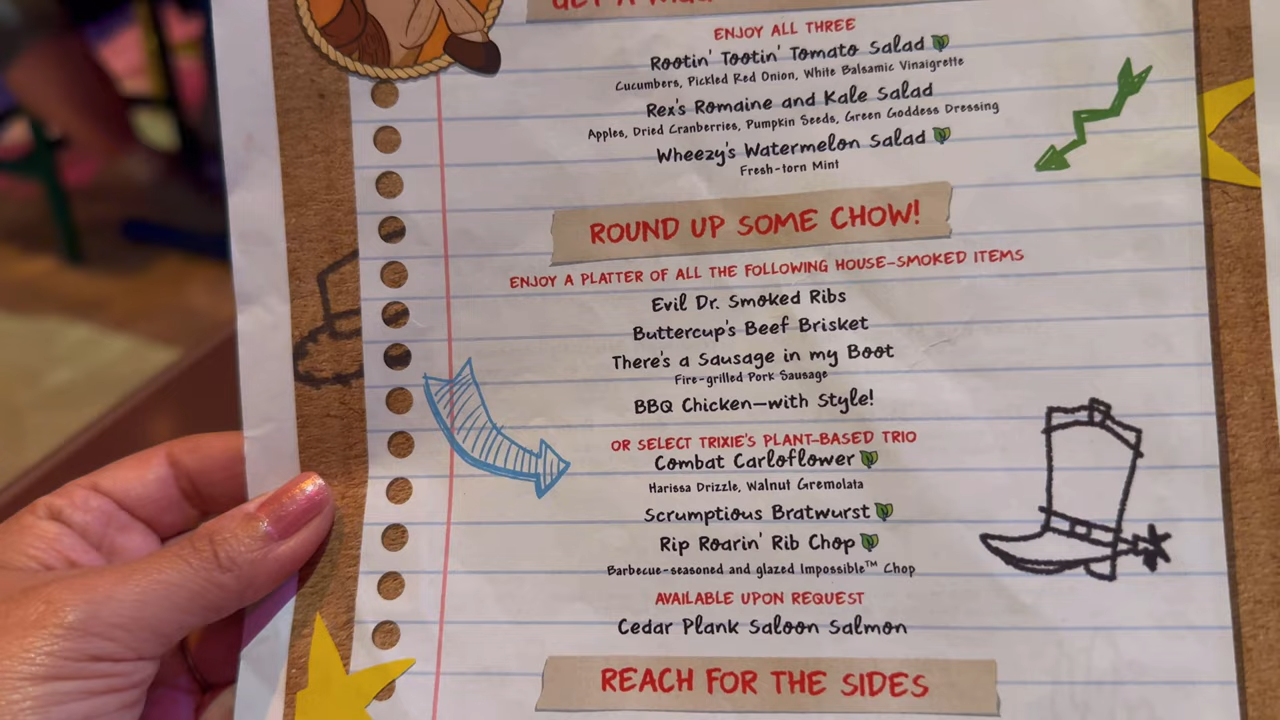 GET A
ENJOY ALL THREE
Rootin' Tootin' Tomato Salad
Cucumbers, Pickled Red Onion, White Balsamic Vinaigrette
Rex's Romaine and Kale Salad
Apples, Dried Cranberries, Pumpkin Seeds, Green Goddess Dressing
Wheezy's Watermelon Salad
Fresh-torn Mint
ROUND UP SOME CHOW!
ENJOY A PLATTER OF ALL THE FOLLOWING HOUSE-SMOKED ITEMS
Evil Dr. Smoked Ribs
Buttercup's Beef Brisket
There's a Sausage in my Boot
Fire-grilled Pork Sausage
BBQ Chicken—with Style!
OR SELECT TRIXIE'S PLANT-BASED TRIO
Combat Carloflower
Harissa Drizzle, Walnut Gremolata
Scrumptious Bratwurst
Rip Roarin' Rib Chop
Barbecue-seasoned and glazed Impossible™ Chop
AVAILABLE UPON REQUEST
Cedar Plank Saloon Salmon
REACH FOR THE SIDES